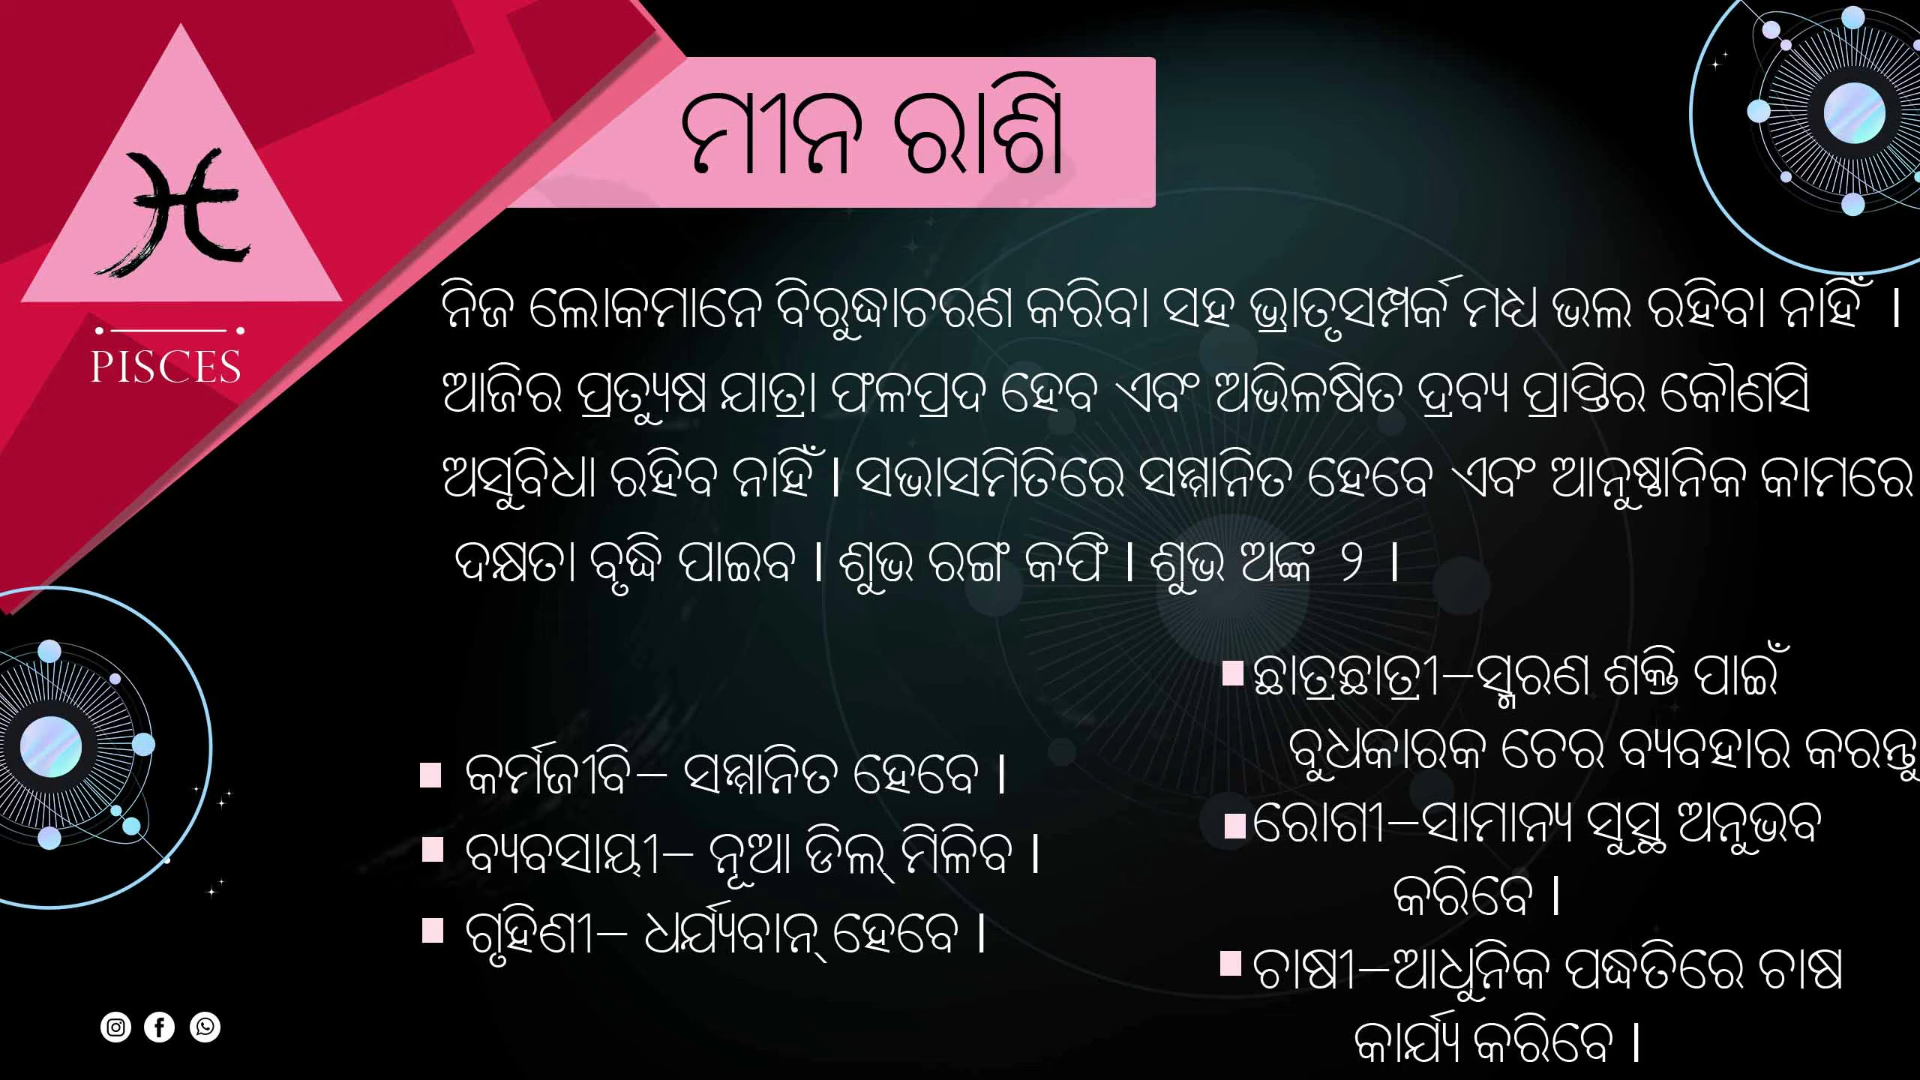 ମୀନ ରାଶି
PISCES
ନିଜ ଲୋକମାନେ ବିରୁଦ୍ଧାଚରଣ କରିବା ସହ ଭ୍ରାତୃସମ୍ପର୍କ ମଧ୍ୟ ଭଲ ରହିବା ନାହିଁ ।
ଆଜିର ପ୍ରତ୍ୟୁଷ ଯାତ୍ରା ଫଳପ୍ରଦ ହେବ ଏବଂ ଅଭିଳଷିତ ଦ୍ରବ୍ୟ ପ୍ରାପ୍ତିର କୌଣସି
ଅସୁବିଧା ରହିବ ନାହିଁ । ସଭାସମିତିରେ ସମ୍ମାନିତ ହେବେ ଏବଂ ଆନୁଷ୍ଠାନିକ କାମରେ
ଦକ୍ଷତା ବୃଦ୍ଧି ପାଇବ । ଶୁଭ ରଙ୍ଗ କଫି । ଶୁଭ ଅଙ୍କ ୨ ।
କର୍ମଜୀବି– ସମ୍ମାନିତ ହେବେ ।
ବ୍ୟବସାୟୀ– ନୂଆ ଡିଲ୍ ମିଳିବ ।
ଗୃହିଣୀ– ଧୈର୍ଯ୍ୟବାନ୍ ହେବେ ।
ଛାତ୍ରଛାତ୍ରୀ–ସ୍ମରଣ ଶକ୍ତି ପାଇଁ
ବୁଧକାରକ ଚେର ବ୍ୟବହାର କରନ୍ତୁ
ରୋଗୀ–ସାମାନ୍ୟ ସୁସ୍ଥ ଅନୁଭବ
କରିବେ ।
ଚାଷୀ–ଆଧୁନିକ ପଦ୍ଧତିରେ ଚାଷ
କାର୍ଯ୍ୟ କରିବେ ।